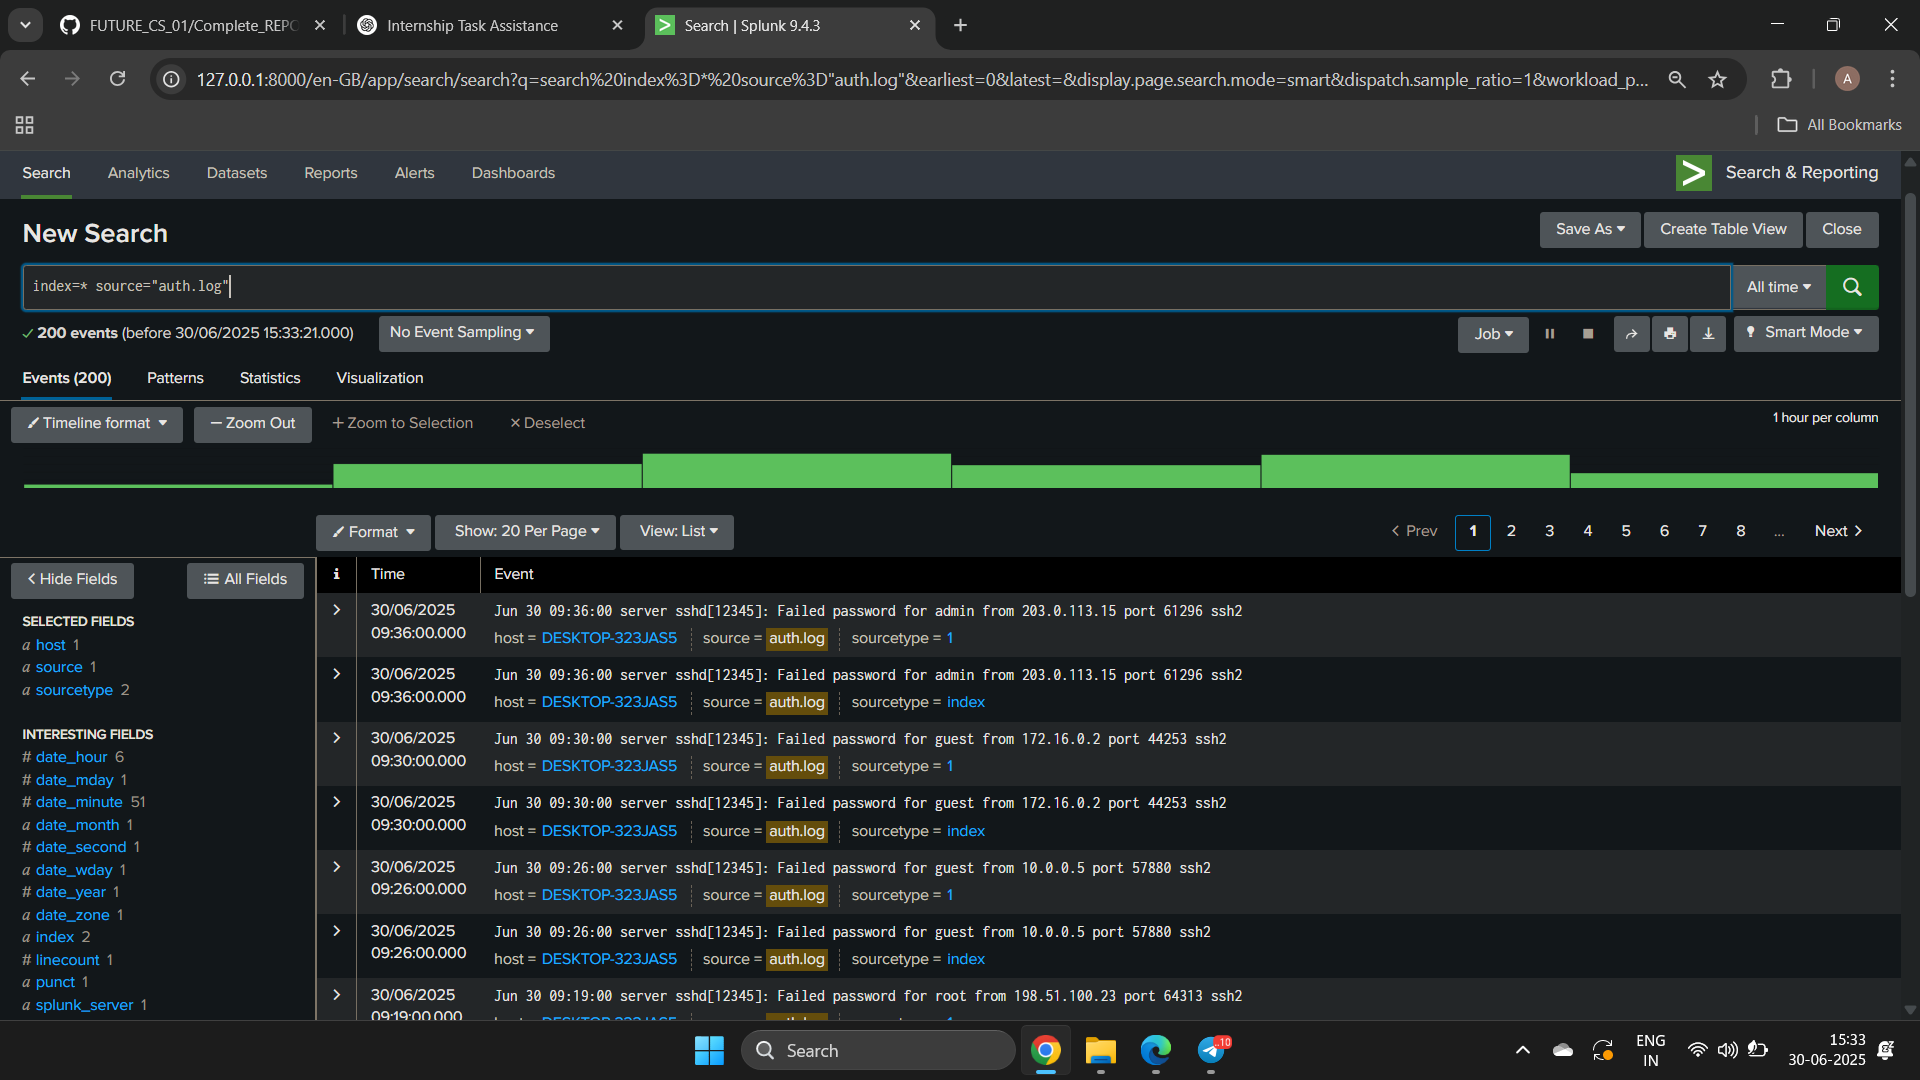 FUTURE_CS_01/Complete_REPO
Internship Task Assistance
Search | Splunk 9.4.3
127.0.0.1:8000/en-GB/app/search/search?q=search%20index%3D*%20source%3D"auth.log"&earliest=0&latest=&display.page.search.mode=smart&dispatch.sample_ratio=1&workload_p...
A
All Bookmarks
Search Analytics Datasets Reports Alerts Dashboards
Search & Reporting
New Search
Save As Create Table View Close
index=* source="auth.log"
All time
200 events (before 30/06/2025 15:33:21.000)
No Event Sampling
Job
Smart Mode
Events (200) Patterns Statistics Visualization
Timeline format
— Zoom Out
+ Zoom to Selection
× Deselect
1 hour per column
Format
Show: 20 Per Page
View: List
< Prev 1 2 3 4 5 6 7 8 ... Next >
< Hide Fields
All Fields
SELECTED FIELDS
a host 1
a source 1
a sourcetype 2
INTERESTING FIELDS
# date_hour 6
# date_mday 1
# date_minute 51
a date_month 1
# date_second 1
a date_wday 1
# date_year 1
a date_zone 1
a index 2
# linecount 1
a punct 1
a splunk_server 1
i Time Event
30/06/2025
09:36:00.000
Jun 30 09:36:00 server sshd[12345]: Failed password for admin from 203.0.113.15 port 61296 ssh2
host = DESKTOP-323JAS5 source = auth.log sourcetype = 1
30/06/2025
09:36:00.000
Jun 30 09:36:00 server sshd[12345]: Failed password for admin from 203.0.113.15 port 61296 ssh2
host = DESKTOP-323JAS5 source = auth.log sourcetype = index
30/06/2025
09:30:00.000
Jun 30 09:30:00 server sshd[12345]: Failed password for guest from 172.16.0.2 port 44253 ssh2
host = DESKTOP-323JAS5 source = auth.log sourcetype = 1
30/06/2025
09:30:00.000
Jun 30 09:30:00 server sshd[12345]: Failed password for guest from 172.16.0.2 port 44253 ssh2
host = DESKTOP-323JAS5 source = auth.log sourcetype = index
30/06/2025
09:26:00.000
Jun 30 09:26:00 server sshd[12345]: Failed password for guest from 10.0.0.5 port 57880 ssh2
host = DESKTOP-323JAS5 source = auth.log sourcetype = 1
30/06/2025
09:26:00.000
Jun 30 09:26:00 server sshd[12345]: Failed password for guest from 10.0.0.5 port 57880 ssh2
host = DESKTOP-323JAS5 source = auth.log sourcetype = index
30/06/2025
09:19:00.000
Jun 30 09:19:00 server sshd[12345]: Failed password for root from 198.51.100.23 port 64313 ssh2
Search
10
ENG
IN
15:33
30-06-2025